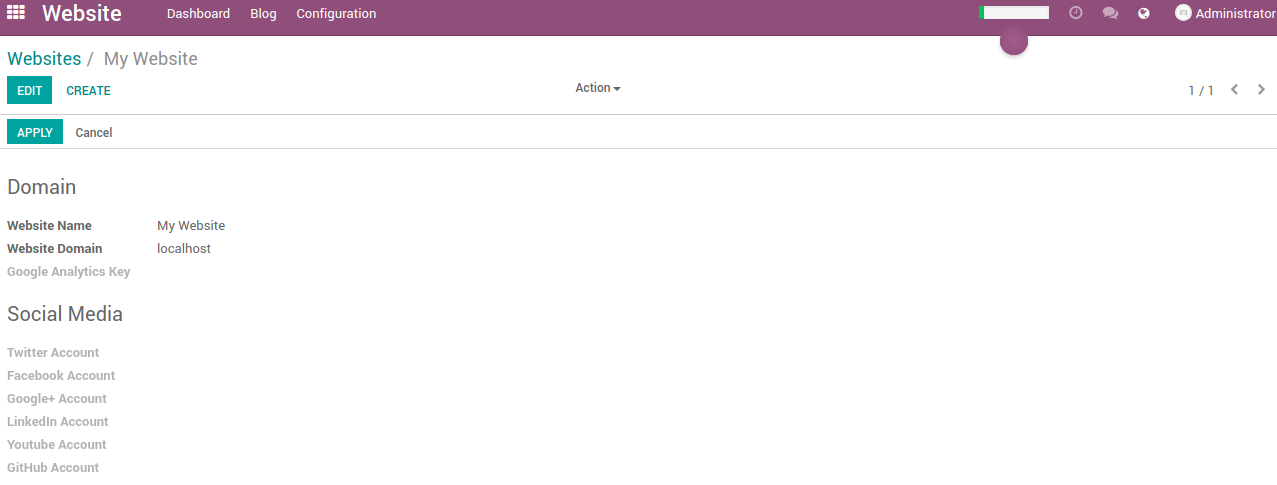 Website Dashboard Blog Configuration Administrator
Websites / My Website
EDIT CREATE Action 1 / 1
APPLY Cancel
Domain
Website Name My Website
Website Domain localhost
Google Analytics Key
Social Media
Twitter Account
Facebook Account
Google+ Account
LinkedIn Account
Youtube Account
GitHub Account